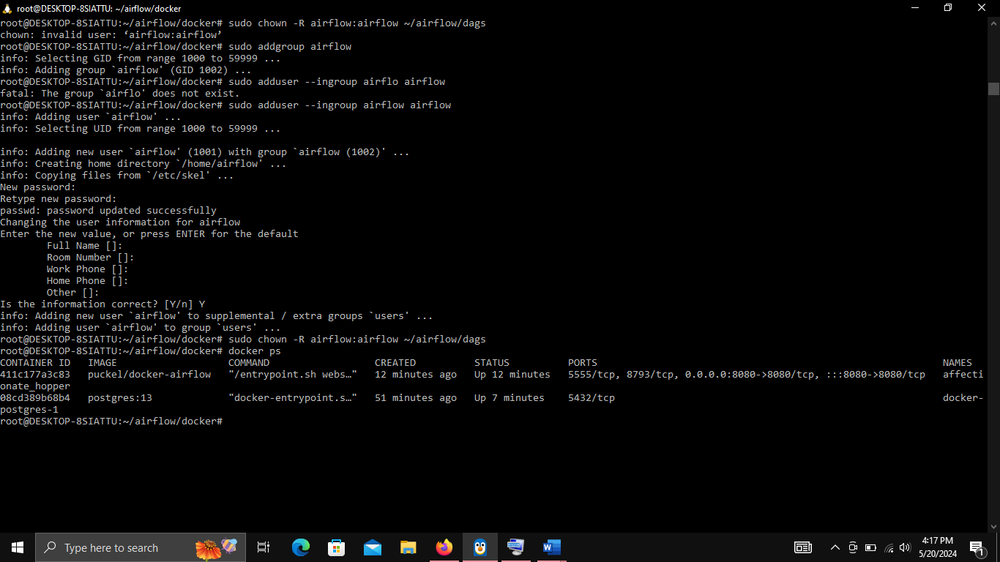 root@DESKTOP-8SIATTU: ~/airflow/docker
root@DESKTOP-8SIATTU:~/airflow/docker# sudo chown -R airflow:airflow ~/airflow/dags
chown: invalid user: ‘airflow:airflow’
root@DESKTOP-8SIATTU:~/airflow/docker# sudo addgroup airflow
info: Selecting GID from range 1000 to 59999 ...
info: Adding group `airflow' (GID 1002) ...
root@DESKTOP-8SIATTU:~/airflow/docker# sudo adduser --ingroup airflo airflow
fatal: The group `airflo' does not exist.
root@DESKTOP-8SIATTU:~/airflow/docker# sudo adduser --ingroup airflow airflow
info: Adding user `airflow' ...
info: Selecting UID from range 1000 to 59999 ...
info: Adding new user `airflow' (1001) with group `airflow (1002)' ...
info: Creating home directory `/home/airflow' ...
info: Copying files from `/etc/skel' ...
New password:
Retype new password:
passwd: password updated successfully
Changing the user information for airflow
Enter the new value, or press ENTER for the default
Full Name []:
Room Number []:
Work Phone []:
Home Phone []:
Other []:
Is the information correct? [Y/n] Y
info: Adding new user `airflow' to supplemental / extra groups `users' ...
info: Adding user `airflow' to group `users' ...
root@DESKTOP-8SIATTU:~/airflow/docker# sudo chown -R airflow:airflow ~/airflow/dags
root@DESKTOP-8SIATTU:~/airflow/docker# docker ps
CONTAINER ID   IMAGE                   COMMAND                  CREATED          STATUS          PORTS                                                           NAMES
411c177a3c83   puckel/docker-airflow   "/entrypoint.sh webs…"   12 minutes ago   Up 12 minutes   5555/tcp, 8793/tcp, 0.0.0.0:8080->8080/tcp, :::8080->8080/tcp   affecti
onate_hopper
08cd389b68b4   postgres:13             "docker-entrypoint.s…"   51 minutes ago   Up 7 minutes    5432/tcp                                                        docker-
postgres-1
root@DESKTOP-8SIATTU:~/airflow/docker#
Type here to search
4:17 PM
5/20/2024
1